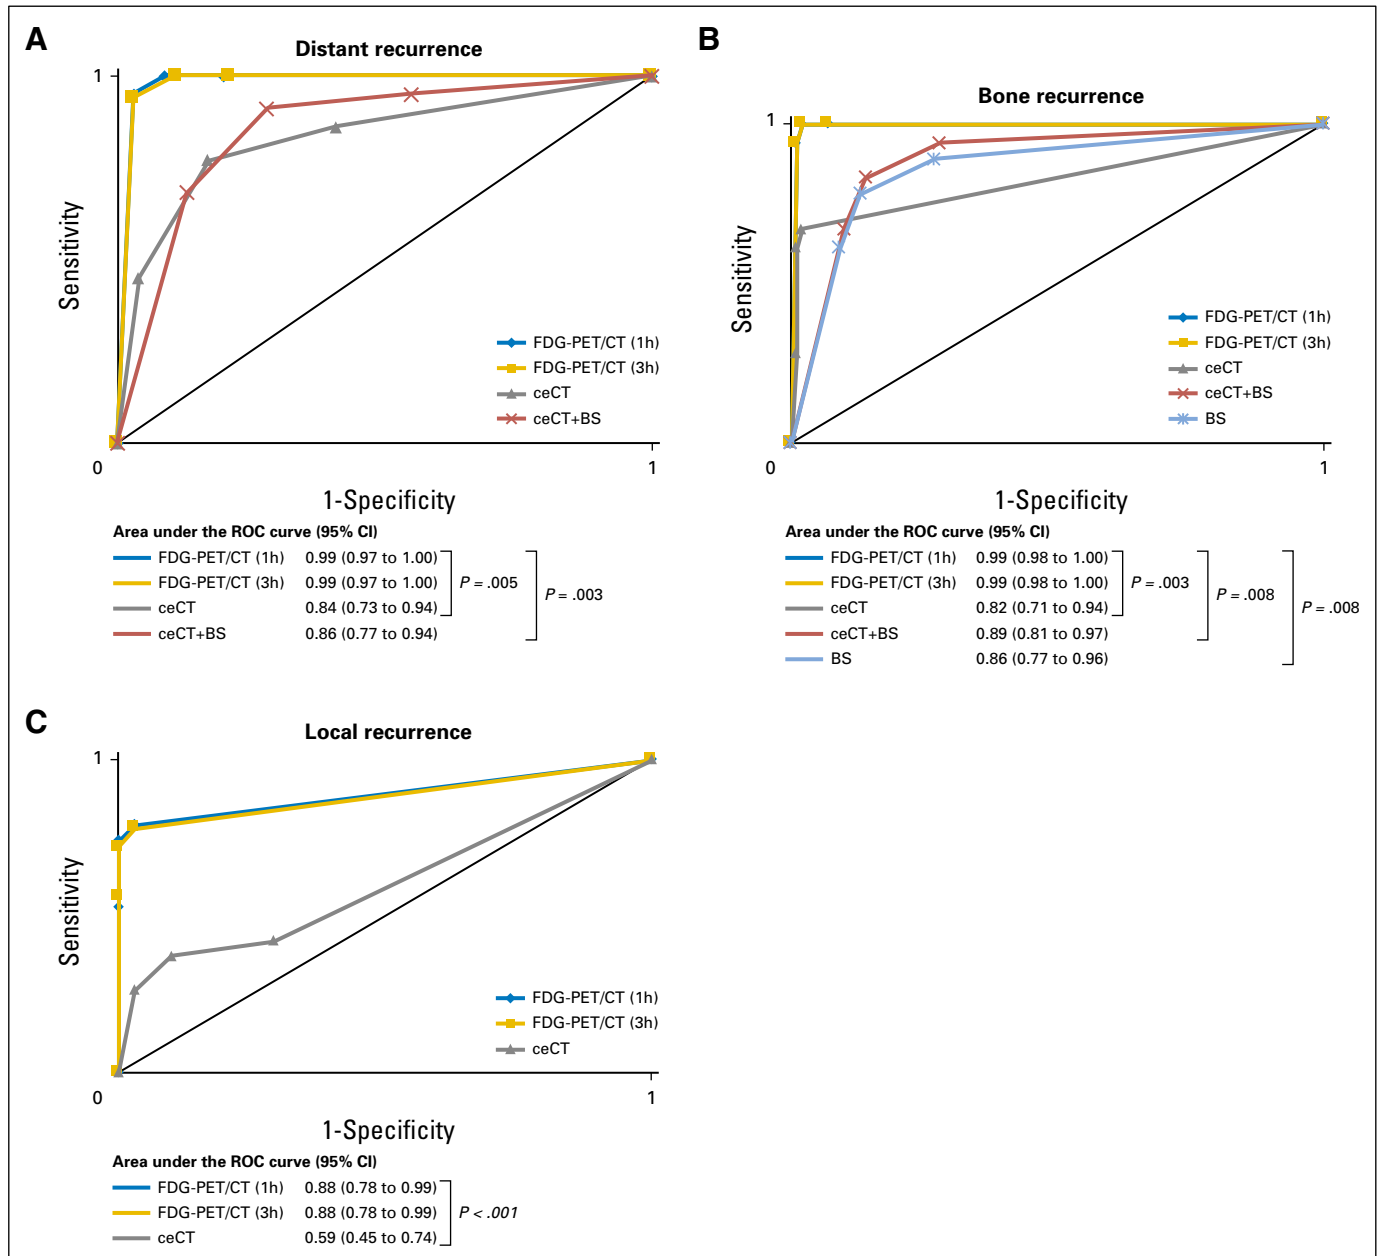 A
Distant recurrence
1
Sensitivity
FDG-PET/CT (1h)
FDG-PET/CT (3h)
ceCT
ceCT+BS
0
1
1-Specificity
Area under the ROC curve (95% CI)
FDG-PET/CT (1h) 0.99 (0.97 to 1.00)
FDG-PET/CT (3h) 0.99 (0.97 to 1.00)
ceCT 0.84 (0.73 to 0.94)
ceCT+BS 0.86 (0.77 to 0.94)
P = .005
P = .003
B
Bone recurrence
1
Sensitivity
FDG-PET/CT (1h)
FDG-PET/CT (3h)
ceCT
ceCT+BS
BS
0
1
1-Specificity
Area under the ROC curve (95% CI)
FDG-PET/CT (1h) 0.99 (0.98 to 1.00)
FDG-PET/CT (3h) 0.99 (0.98 to 1.00)
ceCT 0.82 (0.71 to 0.94)
ceCT+BS 0.89 (0.81 to 0.97)
BS 0.86 (0.77 to 0.96)
P = .003
P = .008
P = .008
C
Local recurrence
1
Sensitivity
FDG-PET/CT (1h)
FDG-PET/CT (3h)
ceCT
0
1
1-Specificity
Area under the ROC curve (95% CI)
FDG-PET/CT (1h) 0.88 (0.78 to 0.99)
FDG-PET/CT (3h) 0.88 (0.78 to 0.99)
ceCT 0.59 (0.45 to 0.74)
P < .001